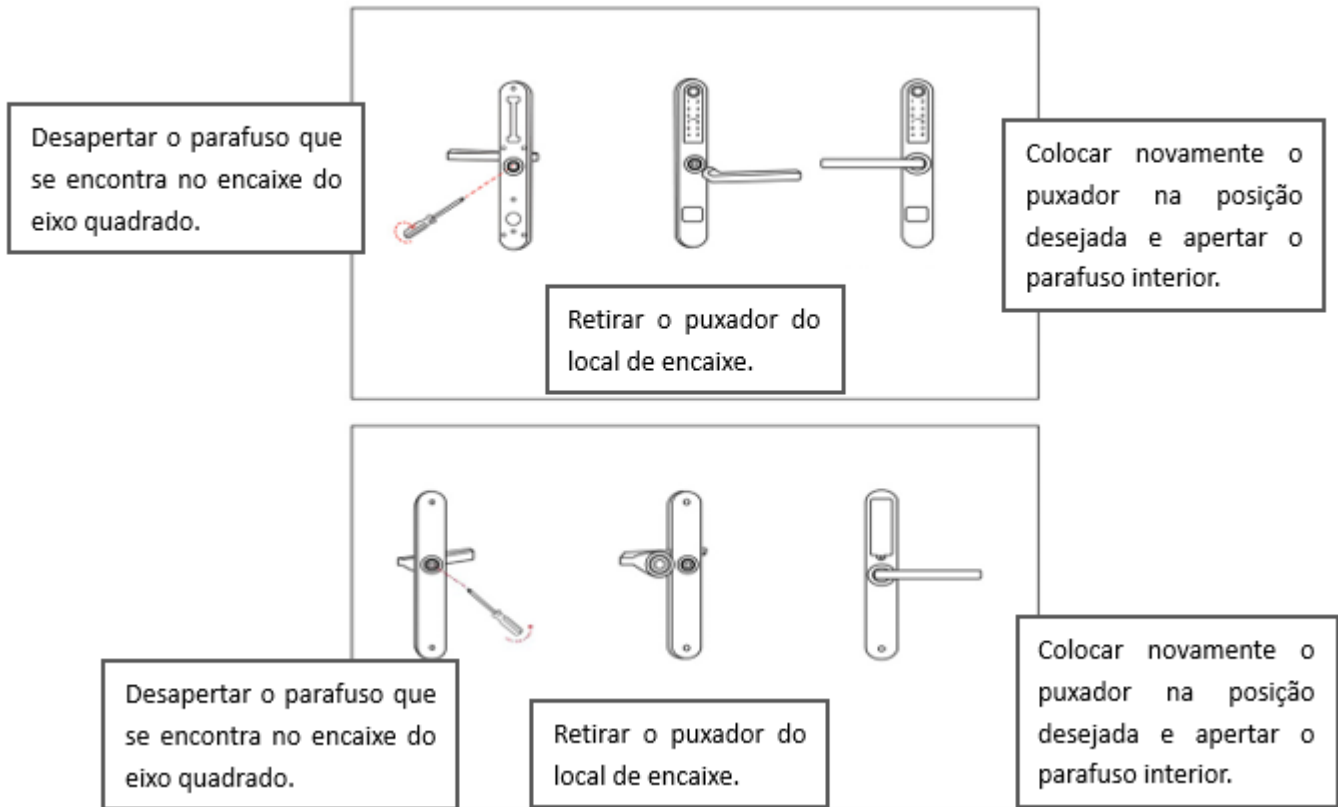 Desapertar o parafuso que
se encontra no encaixe do
eixo quadrado.
Retirar o puxador do
local de encaixe.
Colocar novamente o
puxador na posição
desejada e apertar o
parafuso interior.
Desapertar o parafuso que
se encontra no encaixe do
eixo quadrado.
Retirar o puxador do
local de encaixe.
Colocar novamente o
puxador na posição
desejada e apertar o
parafuso interior.